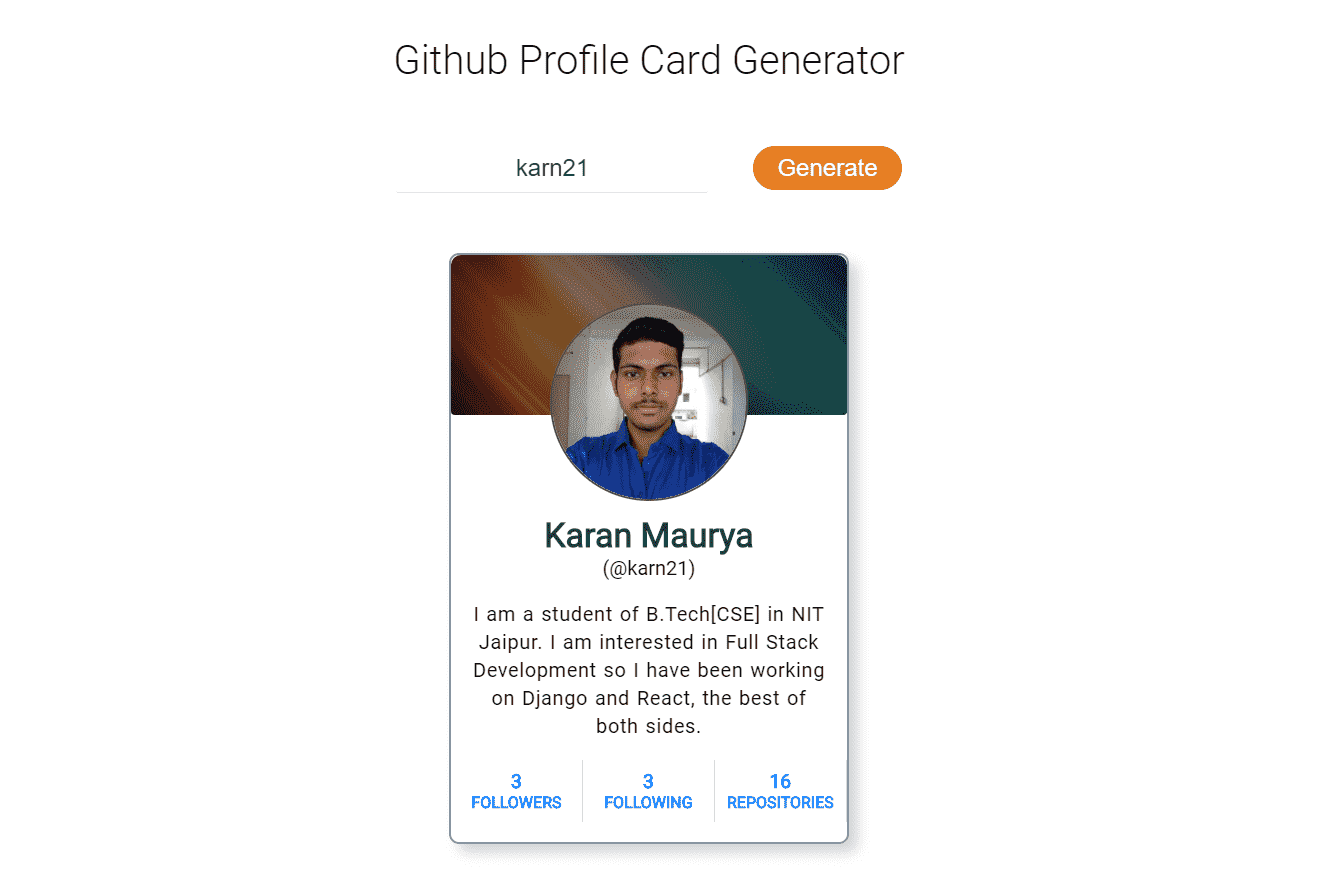 Github Profile Card Generator
karn21
Generate
Karan Maurya
(@karn21)
I am a student of B.Tech[CSE] in NIT
Jaipur. I am interested in Full Stack
Development so I have been working
on Django and React, the best of
both sides.
3
FOLLOWERS
3
FOLLOWING
16
REPOSITORIES